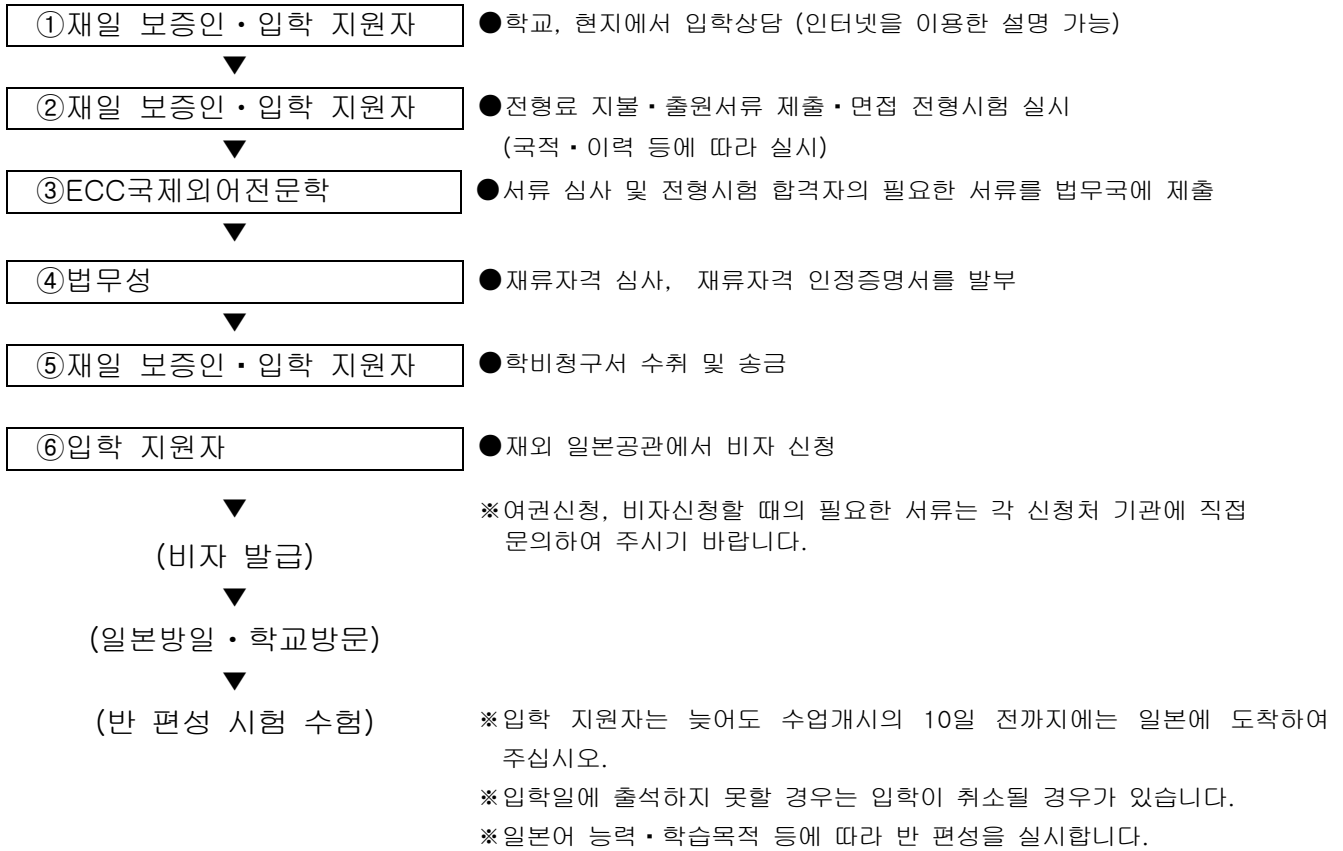 ①재일 보증인・입학 지원자 ●학교, 현지에서 입학상담 (인터넷을 이용한 설명 가능)
▼
②재일 보증인・입학 지원자 ●전형료 지불・출원서류 제출・면접 전형시험 실시
▼ (국적・이력 등에 따라 실시)
③ECC국제외어전문학 ●서류 심사 및 전형시험 합격자의 필요한 서류를 법무국에 제출
▼
④법무성 ●재류자격 심사, 재류자격 인정증명서를 발부
▼
⑤재일 보증인・입학 지원자 ●학비청구서 수취 및 송금
⑥입학 지원자 ●재외 일본공관에서 비자 신청
▼ ※여권신청, 비자신청할 때의 필요한 서류는 각 신청처 기관에 직접
문의하여 주시기 바랍니다.
(비자 발급)
▼
(일본방일・학교방문)
▼
(반 편성 시험 수험) ※입학 지원자는 늦어도 수업개시의 10일 전까지에는 일본에 도착하여
주십시오.
※입학일에 출석하지 못할 경우는 입학이 취소될 경우가 있습니다.
※일본어 능력・학습목적 등에 따라 반 편성을 실시합니다.